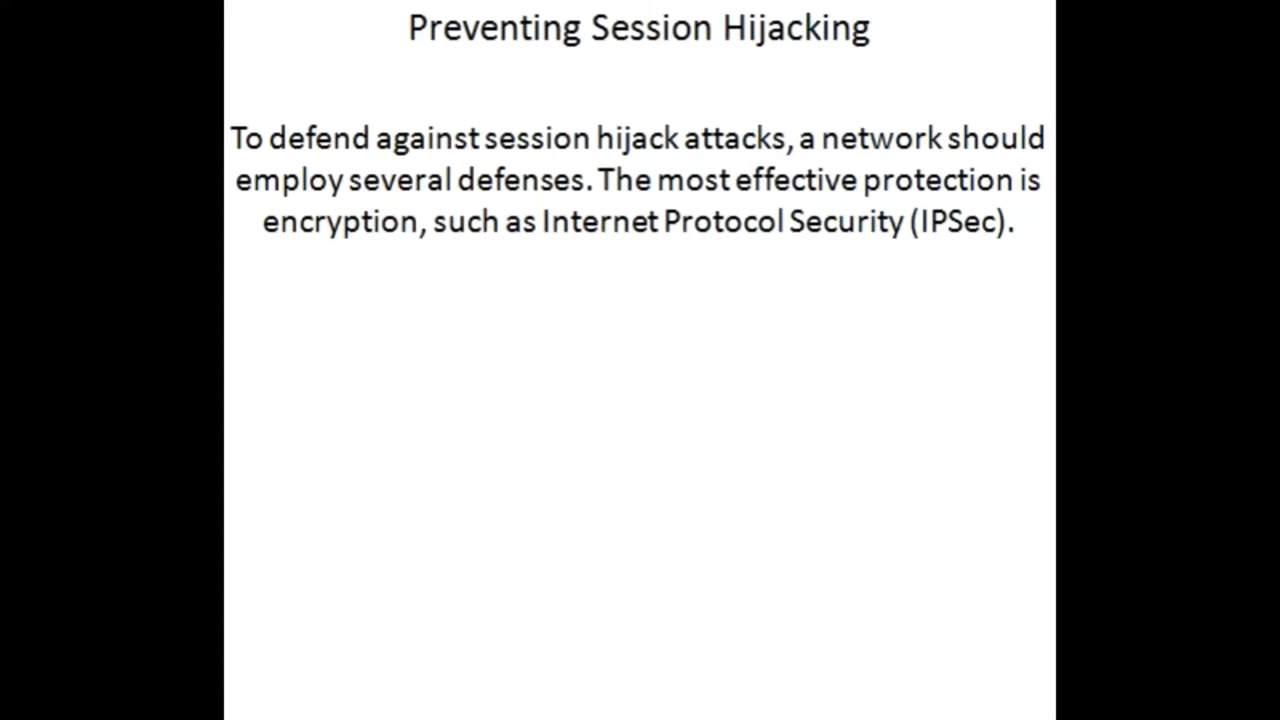 Preventing Session Hijacking
To defend against session hijack attacks, a network should
employ several defenses. The most effective protection is
encryption, such as Internet Protocol Security (IPSec).